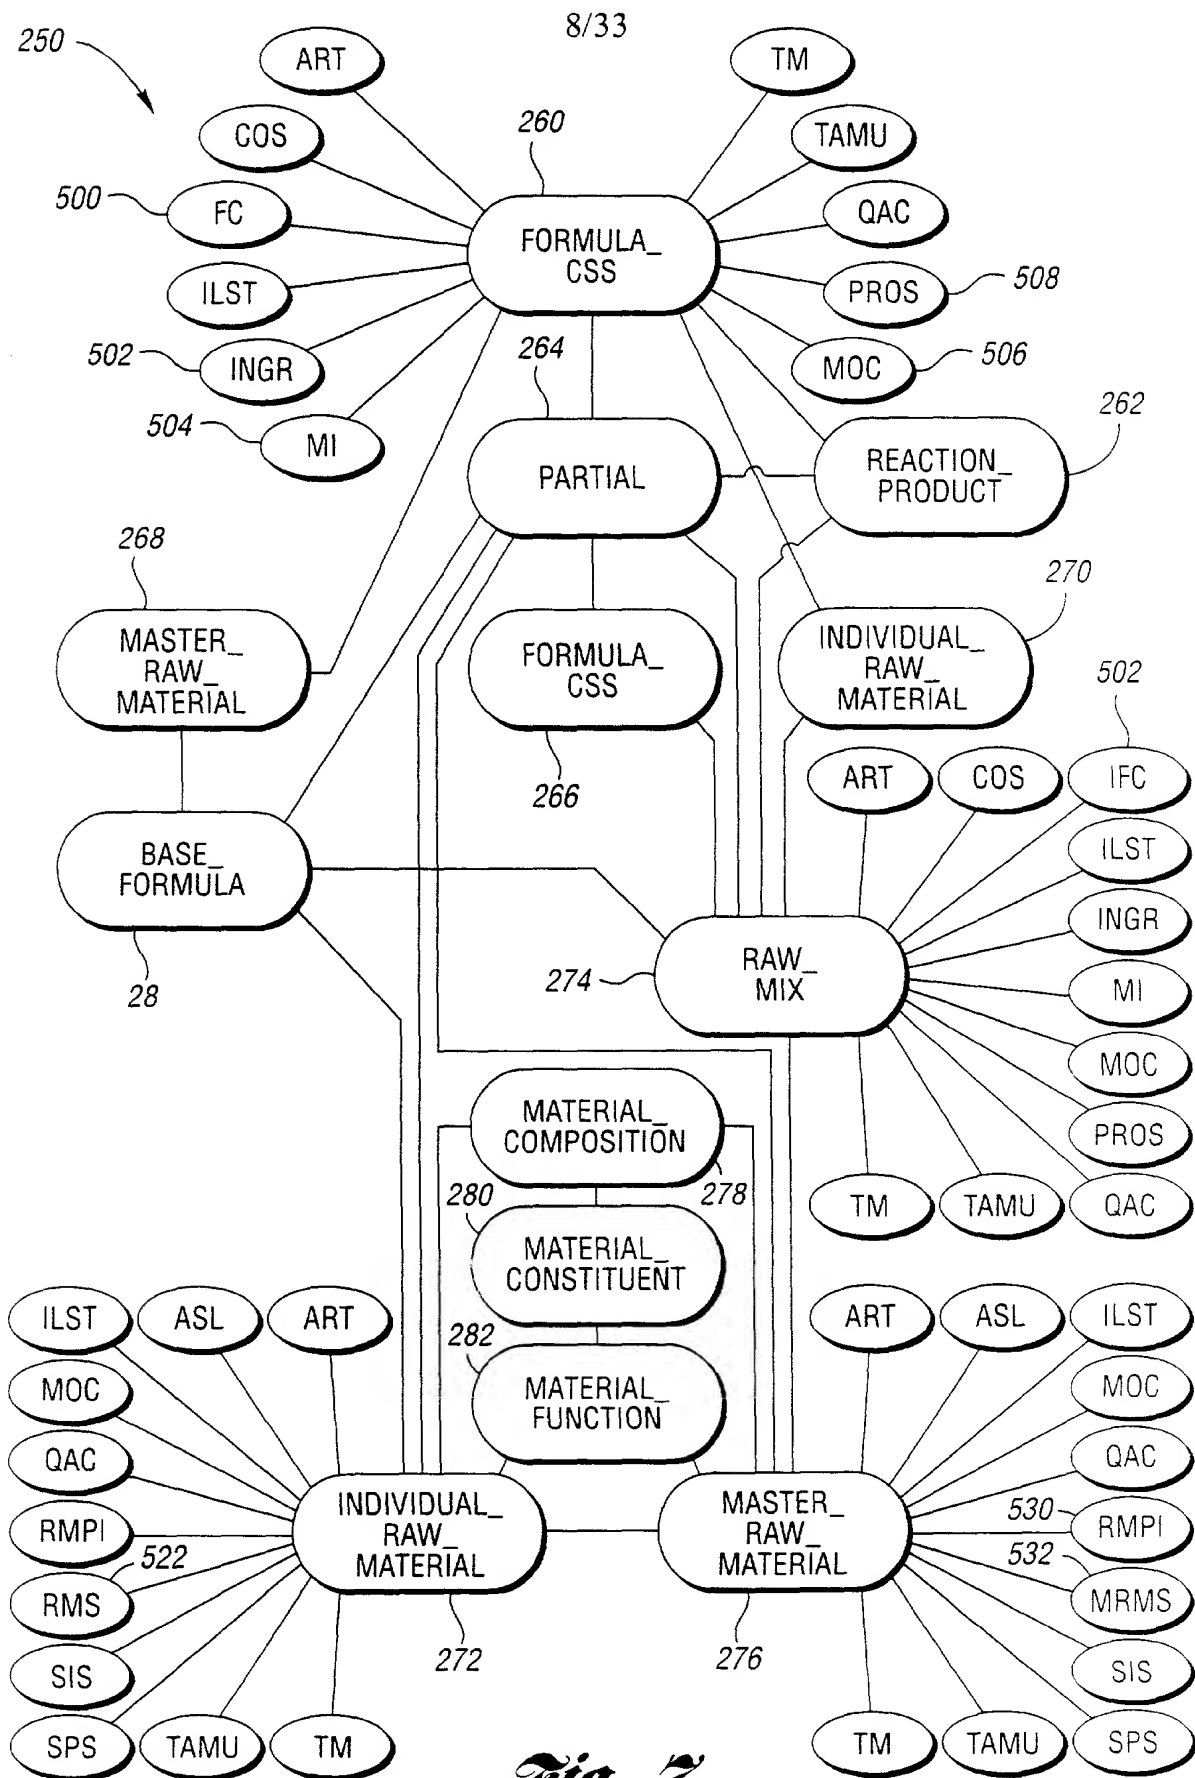 8/33
250
ART
TM
COS
260
TAMU
500
FC
FORMULA_
CSS
QAC
ILST
PROS
508
502
INGR
264
MOC
506
504
MI
262
PARTIAL
REACTION_
PRODUCT
268
270
MASTER_
RAW_
MATERIAL
FORMULA_
CSS
INDIVIDUAL_
RAW_
MATERIAL
502
266
ART
COS
IFC
BASE_
FORMULA
ILST
INGR
28
274
RAW_
MIX
MI
MOC
MATERIAL_
COMPOSITION
PROS
280
278
TM
TAMU
QAC
MATERIAL_
CONSTITUENT
ILST
ASL
ART
282
ART
ASL
ILST
MOC
MATERIAL_
FUNCTION
MOC
QAC
QAC
RMPI
INDIVIDUAL_
RAW_
MATERIAL
MASTER_
RAW_
MATERIAL
530
RMPI
522
RMS
532
MRMS
272
276
SIS
SIS
SPS
TAMU
TM
TM
TAMU
SPS
Fig. 7